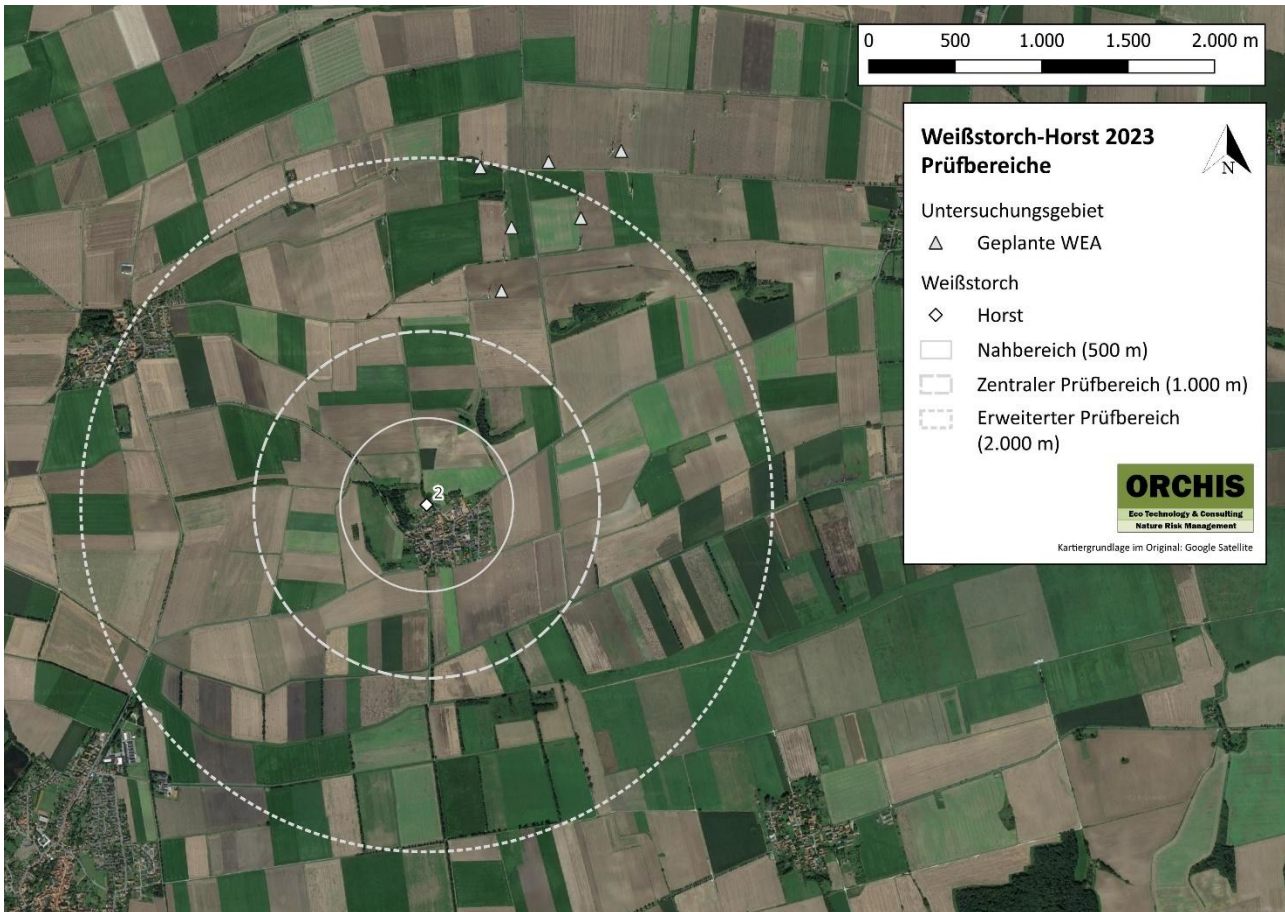 0 500 1.000 1.500 2.000 m
Weißstorch-Horst 2023
Prüfbereiche
N
Untersuchungsgebiet
Geplante WEA
Weißstorch
Horst
Nahbereich (500 m)
Zentraler Prüfbereich (1.000 m)
Erweiterter Prüfbereich
(2.000 m)
ORCHIS
Eco Technology & Consulting
Nature Risk Management
Kartiergrundlage im Original: Google Satellite
2